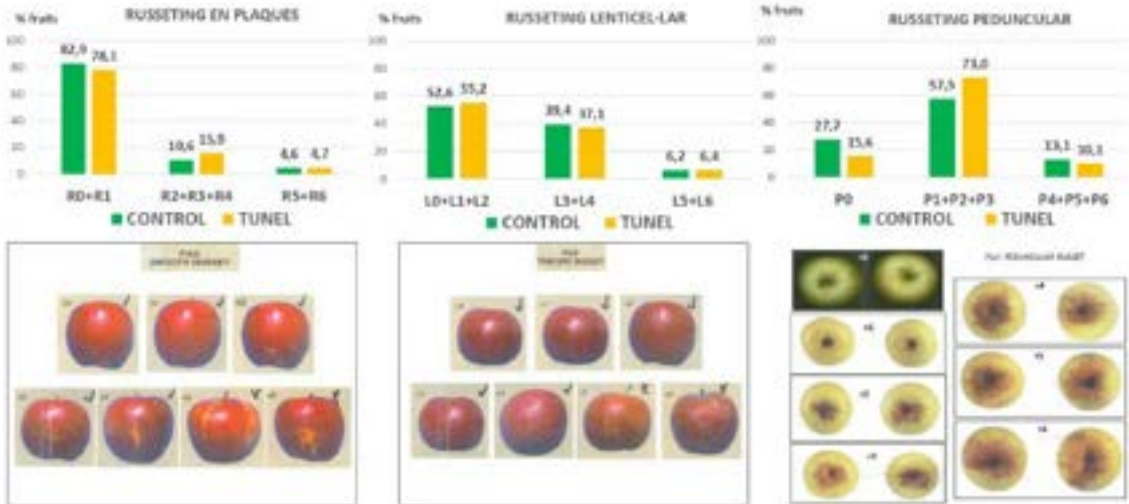 % fruits
RUSSETING EN PLAQUES
100
80
60
40
20
0
82,9
78,1
10,6
15,9
4,6
4,7
R0+R1
R2+R3+R4
R5+R6
CONTROL
TUNEL
% fruits
RUSSETING LENTICEL·LAR
100
80
60
40
20
0
52,6
55,2
39,4
37,1
6,2
6,4
L0+L1+L2
L3+L4
L5+L6
CONTROL
TUNEL
% fruits
RUSSETING PEDUNCULAR
100
80
60
40
20
0
27,2
15,6
57,5
73,0
13,1
10,1
P0
P1+P2+P3
P4+P5+P6
CONTROL
TUNEL